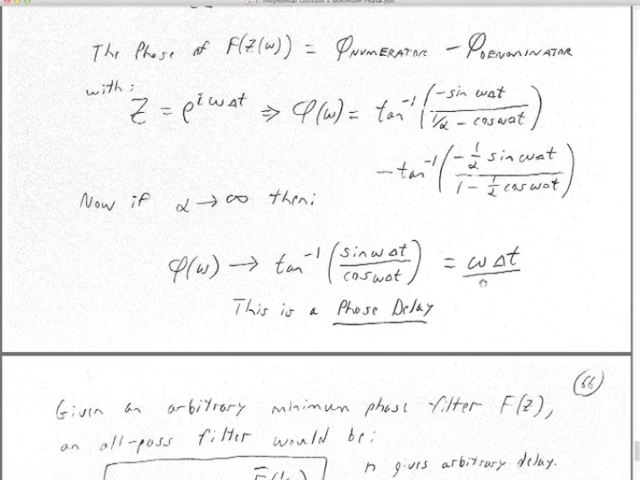 The Phase of F(Z(ω)) = φNUMERATOR - φDENOMINATOR
with:
Z = e^{iωΔt} ⇒ φ(ω) = tan⁻¹(-sin ωΔt / (1/α - cos ωΔt))
- tan⁻¹(-1/α sin ωΔt / (1 - 1/α cos ωΔt))
Now if α → ∞ then:
φ(ω) → tan⁻¹(sin ωΔt / cos ωΔt) = ωΔt
This is a Phase Delay
66
Given an arbitrary minimum phase filter F(Z),
an all-pass filter would be:
n gives arbitrary delay.